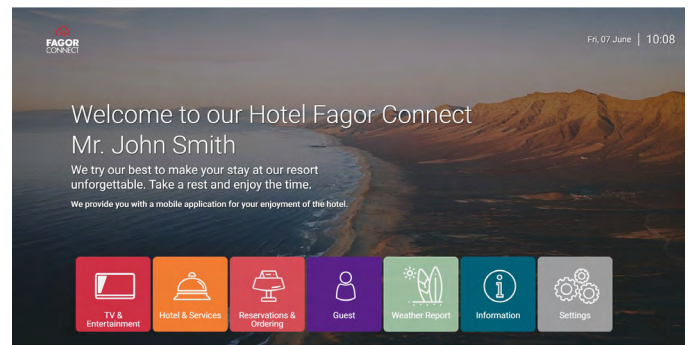 FAGOR
CONNECT
Fri, 07 June | 10:08
Welcome to our Hotel Fagor Connect
Mr. John Smith
We try our best to make your stay at our resort
unforgettable. Take a rest and enjoy the time.
We provide you with a mobile application for your enjoyment of the hotel.
TV &
Entertainment
Hotel & Services
Reservations &
Ordering
Guest
Weather Report
Information
Settings